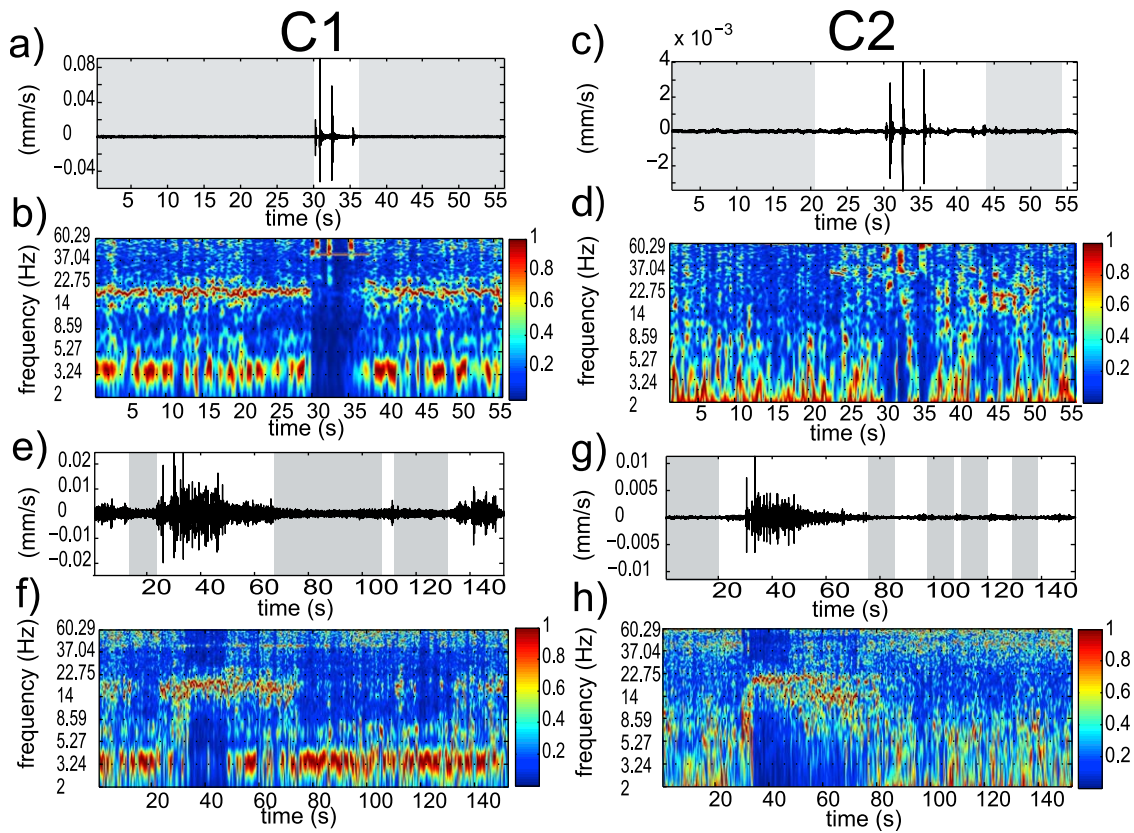 C1
C2
a)
(mm/s)
0.08
0.04
0
−0.04
5 10 15 20 25 30 35 40 45 50 55
time (s)
c)
x 10⁻³
(mm/s)
4
2
0
−2
5 10 15 20 25 30 35 40 45 50 55
time (s)
b)
frequency (Hz)
60.29
37.04
22.75
14
8.59
5.27
3.24
2
5 10 15 20 25 30 35 40 45 50 55
time (s)
1
0.8
0.6
0.4
0.2
d)
frequency (Hz)
60.29
37.04
22.75
14
8.59
5.27
3.24
2
5 10 15 20 23 30 35 40 45 50 55
time (s)
1
0.8
0.6
0.4
0.2
e)
(mm/s)
0.02
0.01
0
−0.01
−0.02
20 40 60 80 100 120 140
time (s)
g)
(mm/s)
0.01
0.005
0
−0.005
−0.01
20 40 60 80 100 120 140
time (s)
f)
frequency (Hz)
60.29
37.04
22.75
14
8.59
5.27
3.24
2
20 40 60 80 100 120 140
time (s)
1
0.8
0.6
0.4
0.2
h)
frequency (Hz)
60.29
37.04
22.75
14
8.59
5.27
3.24
2
20 40 60 80 100 120 140
time (s)
1
0.8
0.6
0.4
0.2